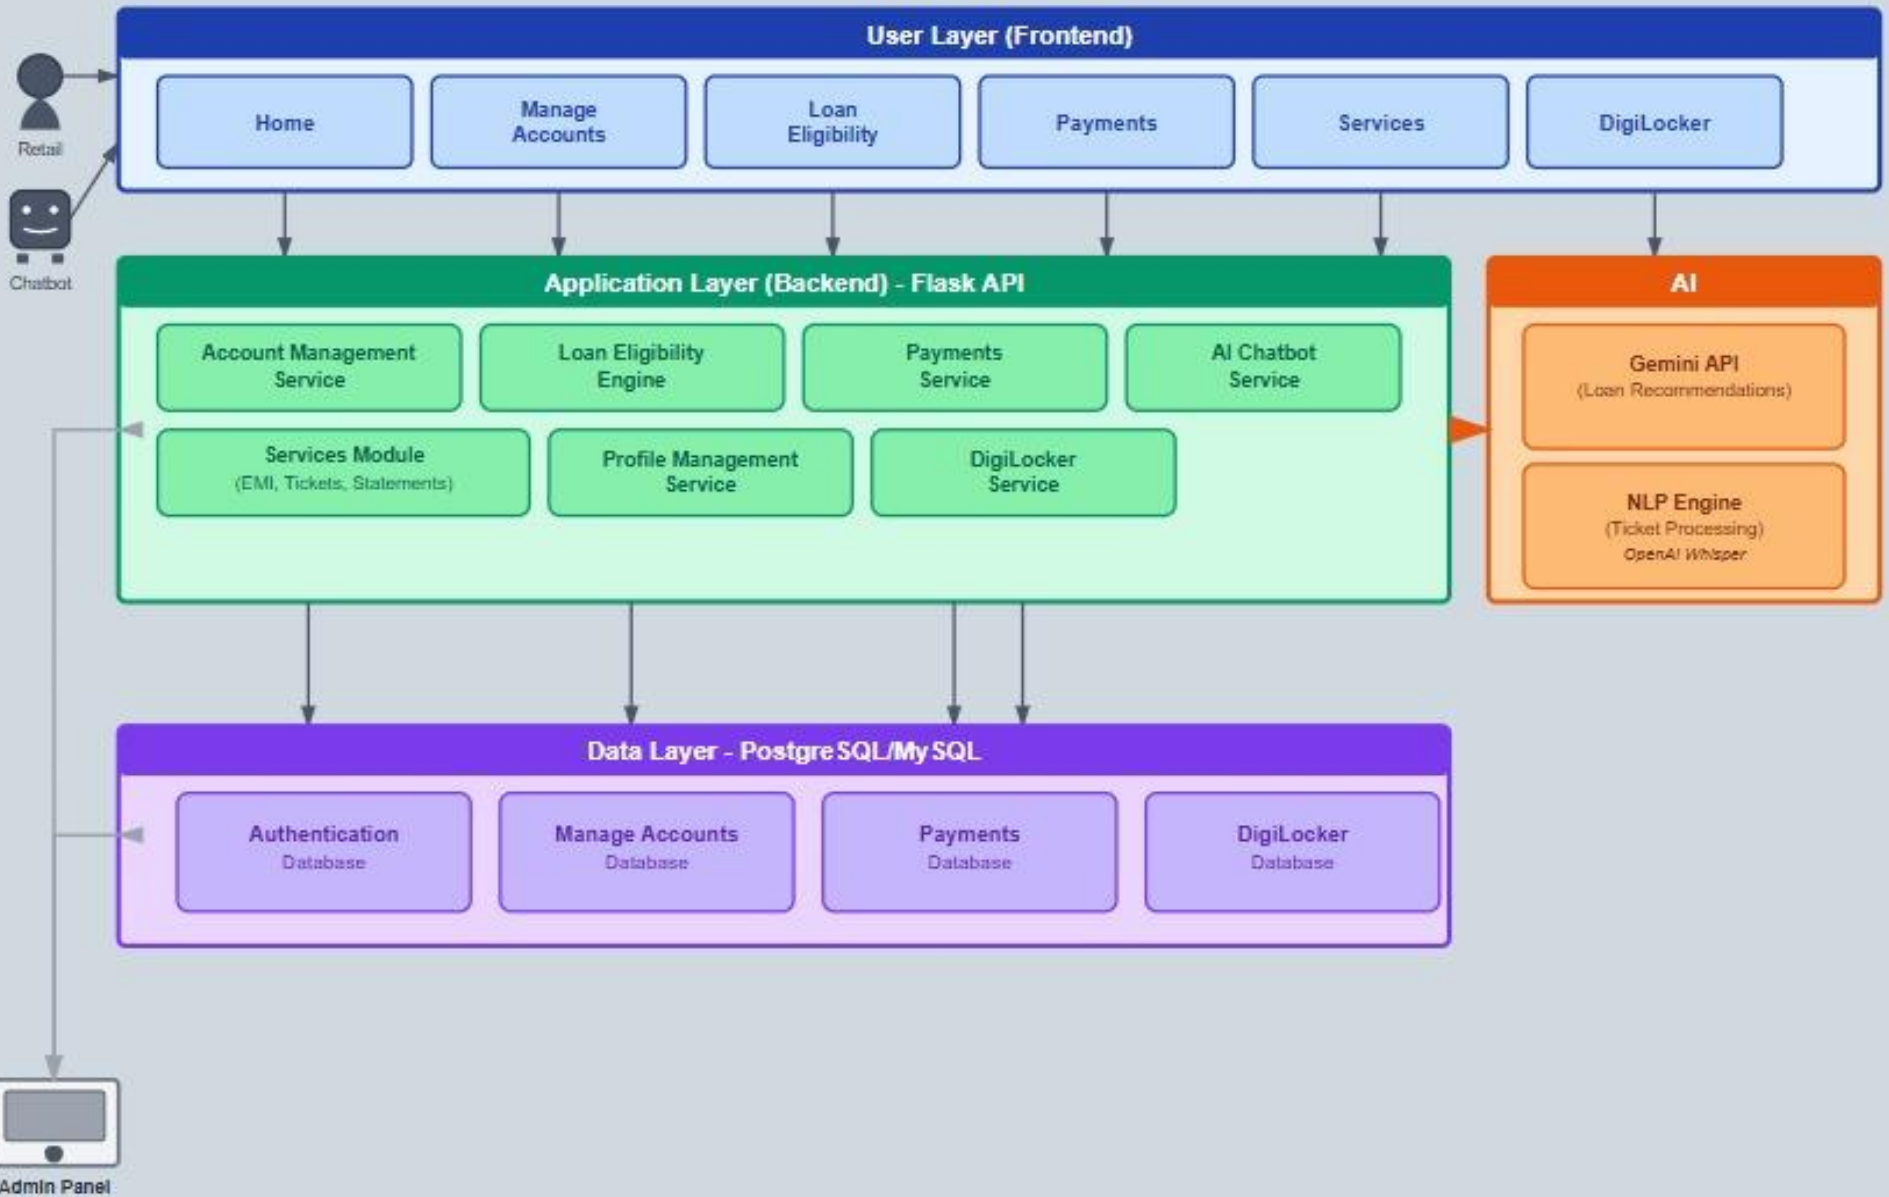 User Layer (Frontend)
Home
Manage
Accounts
Loan
Eligibility
Payments
Services
DigiLocker
Retail
Chatbot
Application Layer (Backend) - Flask API
Account Management
Service
Loan Eligibility
Engine
Payments
Service
AI Chatbot
Service
Services Module
(EMI, Tickets, Statements)
Profile Management
Service
DigiLocker
Service
AI
Gemini API
(Loan Recommendations)
NLP Engine
(Ticket Processing)
OpenAI Whisper
Data Layer - PostgreSQL/MySQL
Authentication
Database
Manage Accounts
Database
Payments
Database
DigiLocker
Database
Admin Panel